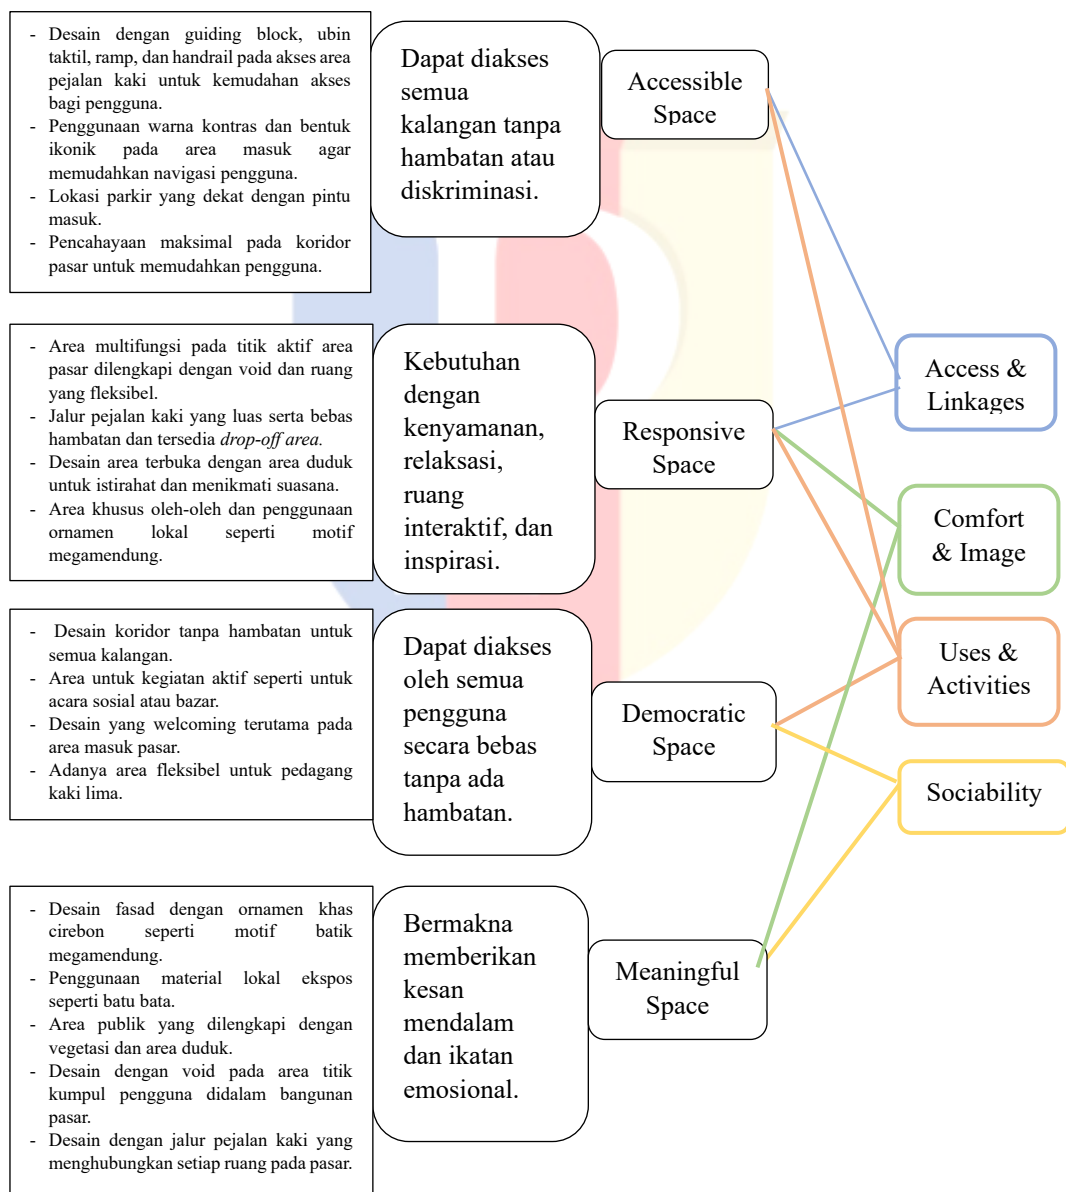 - Desain dengan guiding block, ubin
taktil, ramp, dan handrail pada akses area
pejalan kaki untuk kemudahan akses
bagi pengguna.
- Penggunaan warna kontras dan bentuk
ikonik pada area masuk agar
memudahkan navigasi pengguna.
- Lokasi parkir yang dekat dengan pintu
masuk.
- Pencahayaan maksimal pada koridor
pasar untuk memudahkan pengguna.
Dapat diakses
semua
kalangan tanpa
hambatan atau
diskriminasi.
Accessible
Space
- Area multifungsi pada titik aktif area
pasar dilengkapi dengan void dan ruang
yang fleksibel.
- Jalur pejalan kaki yang luas serta bebas
hambatan dan tersedia drop-off area.
- Desain area terbuka dengan area duduk
untuk istirahat dan menikmati suasana.
- Area khusus oleh-oleh dan penggunaan
ornamen lokal seperti motif
megamendung.
Kebutuhan
dengan
kenyamanan,
relaksasi,
ruang
interaktif, dan
inspirasi.
Responsive
Space
- Desain koridor tanpa hambatan untuk
semua kalangan.
- Area untuk kegiatan aktif seperti untuk
acara sosial atau bazar.
- Desain yang welcoming terutama pada
area masuk pasar.
- Adanya area fleksibel untuk pedagang
kaki lima.
Dapat diakses
oleh semua
pengguna
secara bebas
tanpa ada
hambatan.
Democratic
Space
- Desain fasad dengan ornamen khas
cirebon seperti motif batik
megamendung.
- Penggunaan material lokal ekspos
seperti batu bata.
- Area publik yang dilengkapi dengan
vegetasi dan area duduk.
- Desain dengan void pada area titik
kumpul pengguna didalam bangunan
pasar.
- Desain dengan jalur pejalan kaki yang
menghubungkan setiap ruang pada pasar.
Bermakna
memberikan
kesan
mendalam
dan ikatan
emosional.
Meaningful
Space
Access &
Linkages
Comfort
& Image
Uses &
Activities
Sociability